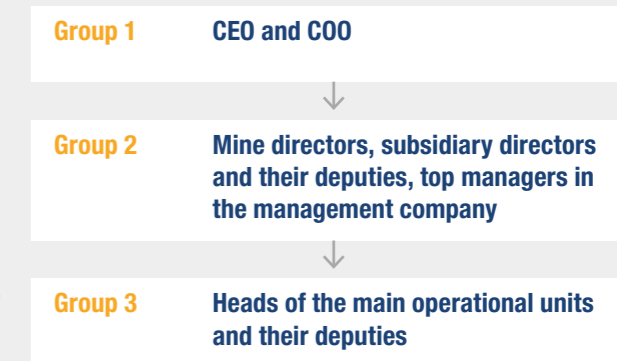 Group 1 CEO and COO
Group 2 Mine directors, subsidiary directors
and their deputies, top managers in
the management company
Group 3 Heads of the main operational units
and their deputies